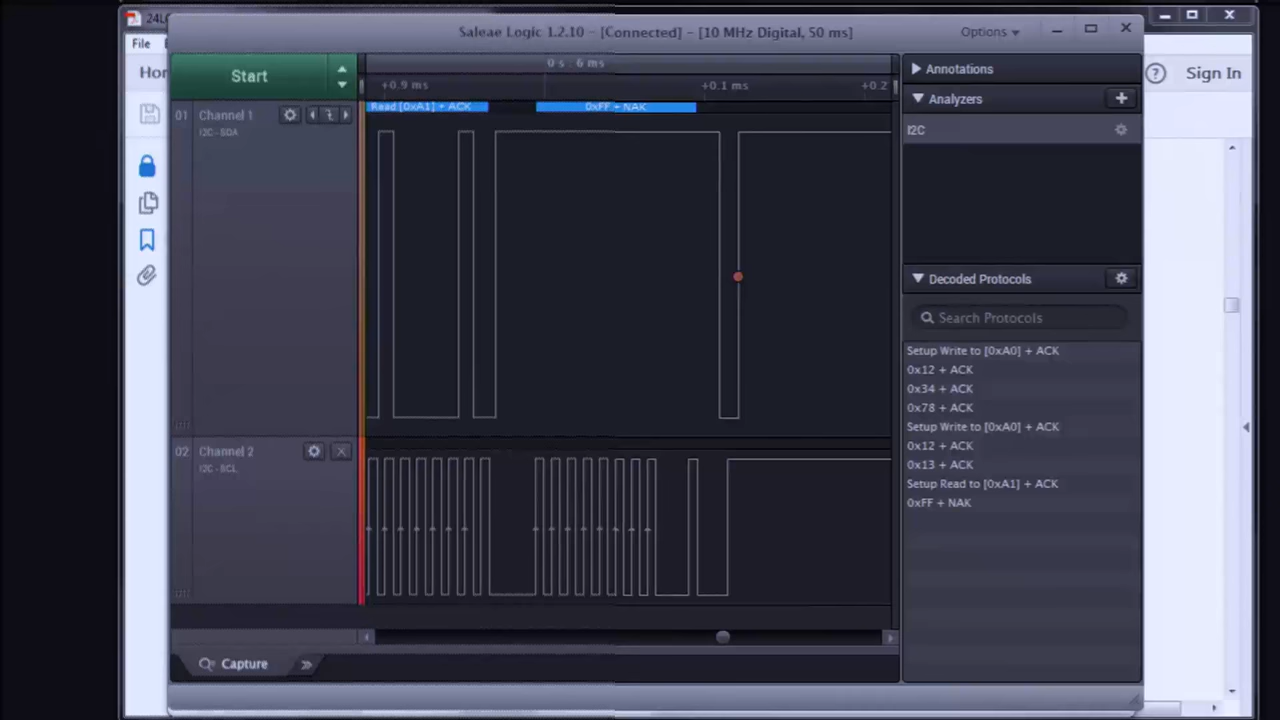 24L
Saleae Logic 1.2.10 - [Connected] - [10 MHz Digital, 50 ms]
Options
File
Hor
Sign In
Start
0 s : 6 ms
+0.9 ms
+0.1 ms
+0.2
Annotations
Analyzers
I2C
01
Channel 1
I2C - SDA
Read [0xA1] + ACK
0xFF + NAK
02
Channel 2
I2C - SCL
Decoded Protocols
Search Protocols
Setup Write to [0xA0] + ACK
0x12 + ACK
0x34 + ACK
0x78 + ACK
Setup Write to [0xA0] + ACK
0x12 + ACK
0x13 + ACK
Setup Read to [0xA1] + ACK
0xFF + NAK
Capture